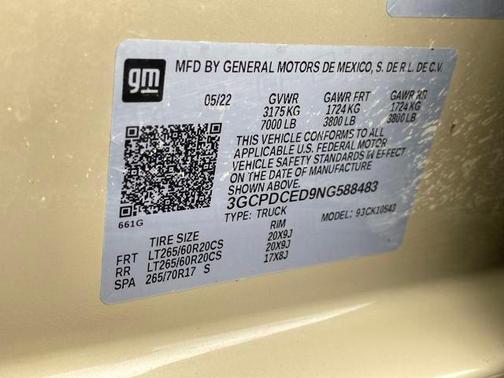 gm
MFD BY GENERAL MOTORS DE MEXICO, S. DE R.L. DE C.V.
05/22 GVWR GAWR FRT GAWR RR
3175 KG 1724 KG 1724 KG
7000 LB 3800 LB 3800 LB
THIS VEHICLE CONFORMS TO ALL
APPLICABLE U.S. FEDERAL MOTOR
VEHICLE SAFETY STANDARDS IN EFFECT
ON THE DATE OF MANUFACTURE
SHOWN ABOVE.
3GCPDCED9NG588483
TYPE: TRUCK MODEL: 93CK10543
661G
TIRE SIZE RIM
FRT LT265/60R20CS 20X9J
RR LT265/60R20CS 20X9J
SPA 265/70R17 S 17X8J